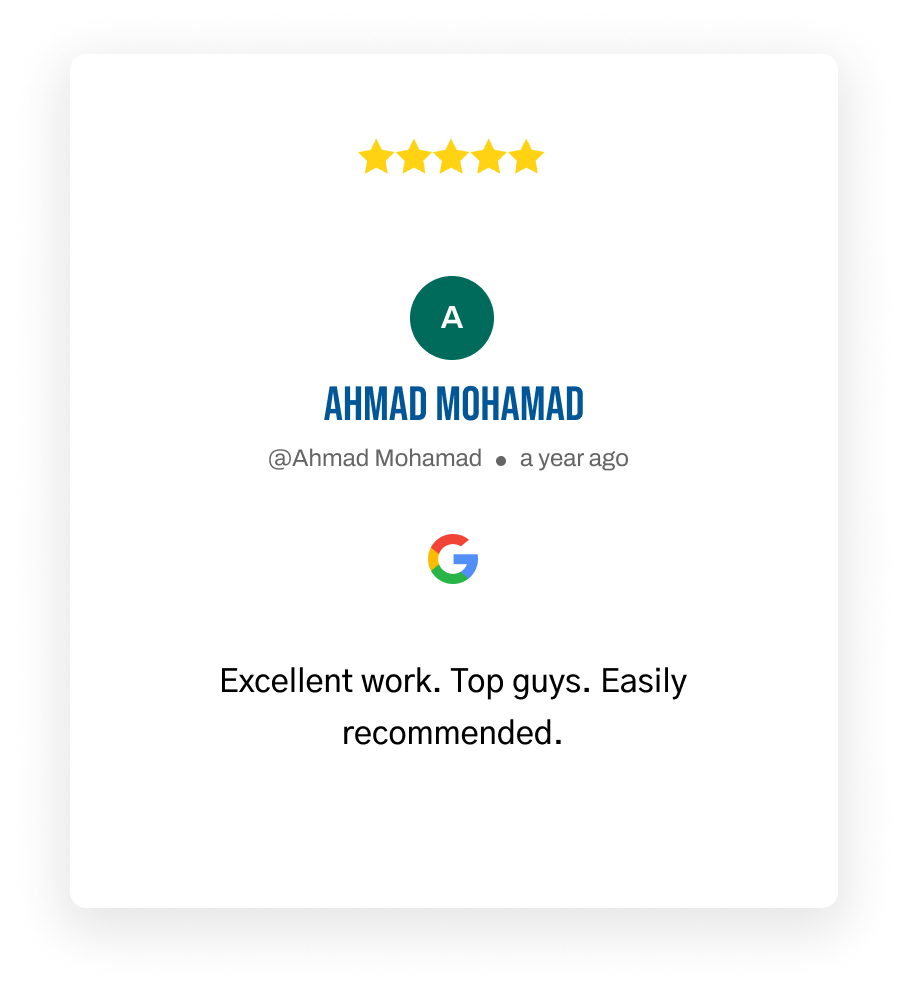 A
AHMAD MOHAMAD
@Ahmad Mohamad ● a year ago
Excellent work. Top guys. Easily
recommended.